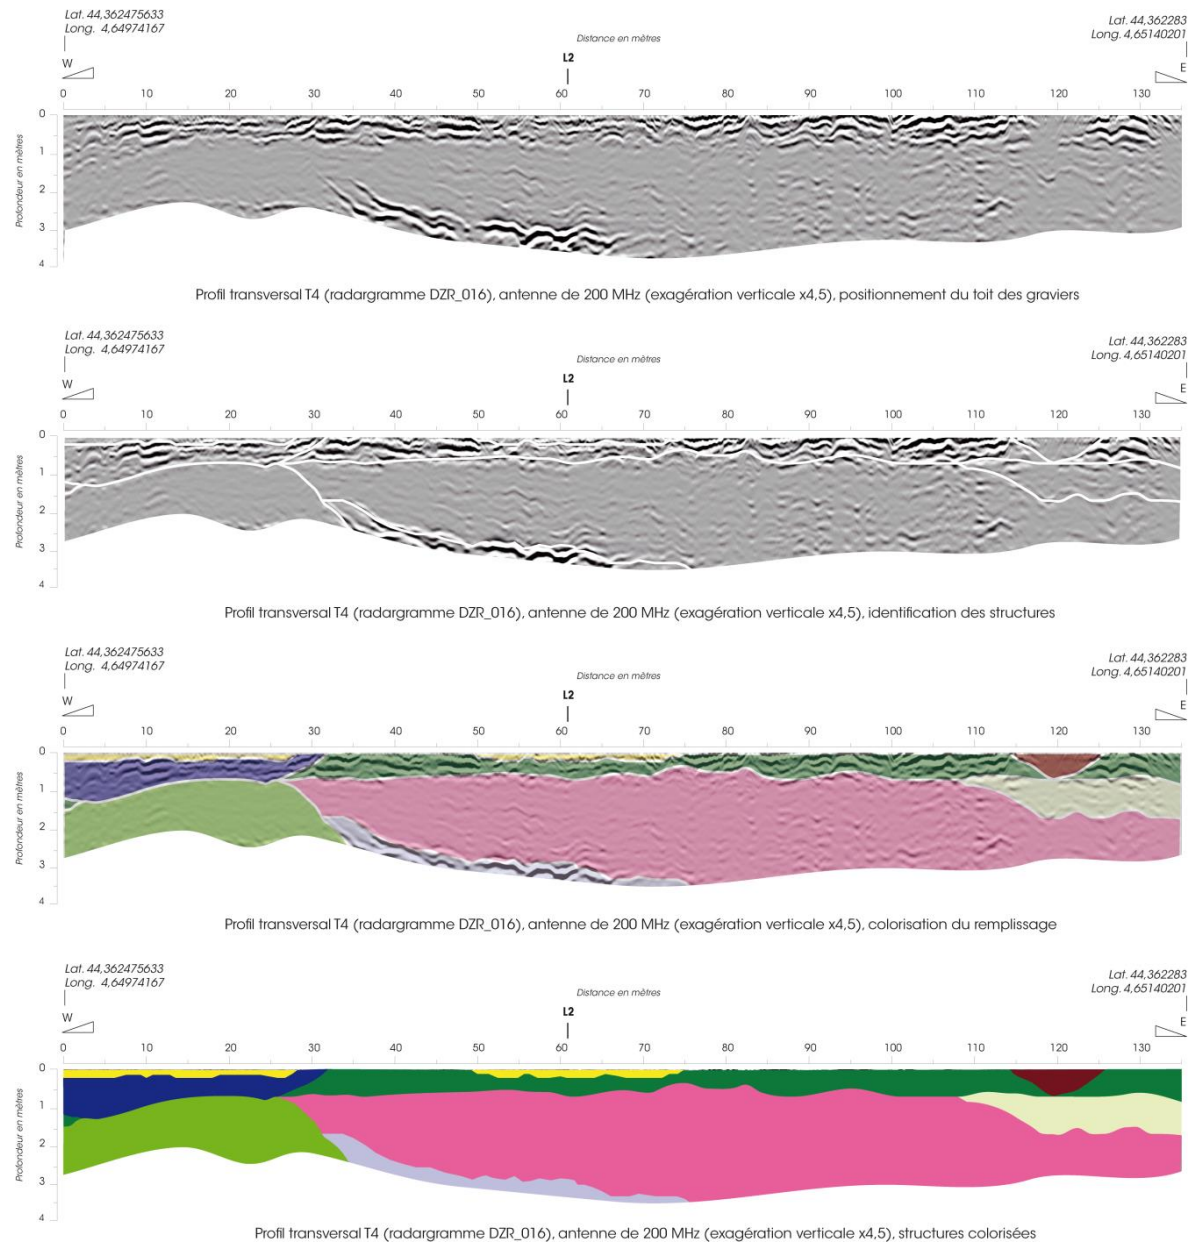 Lat. 44,362475633
Long. 4,64974167
Lat. 44,362283
Long. 4,65140201
Distance en mètres
L2
W
E
0 10 20 30 40 50 60 70 80 90 100 110 120 130
Profondeur en mètres
0
1
2
3
4
Profil transversal T4 (radargramme DZR_016), antenne de 200 MHz (exagération verticale x4,5), positionnement du toit des graviers
Lat. 44,362475633
Long. 4,64974167
Lat. 44,362283
Long. 4,65140201
Distance en mètres
L2
W
E
0 10 20 30 40 50 60 70 80 90 100 110 120 130
Profondeur en mètres
0
1
2
3
4
Profil transversal T4 (radargramme DZR_016), antenne de 200 MHz (exagération verticale x4,5), identification des structures
Lat. 44,362475633
Long. 4,64974167
Lat. 44,362283
Long. 4,65140201
Distance en mètres
L2
W
E
0 10 20 30 40 50 60 70 80 90 100 110 120 130
Profondeur en mètres
0
1
2
3
4
Profil transversal T4 (radargramme DZR_016), antenne de 200 MHz (exagération verticale x4,5), colorisation du remplissage
Lat. 44,362475633
Long. 4,64974167
Lat. 44,362283
Long. 4,65140201
Distance en mètres
L2
W
E
0 10 20 30 40 50 60 70 80 90 100 110 120 130
Profondeur en mètres
0
1
2
3
4
Profil transversal T4 (radargramme DZR_016), antenne de 200 MHz (exagération verticale x4,5), structures colorisées